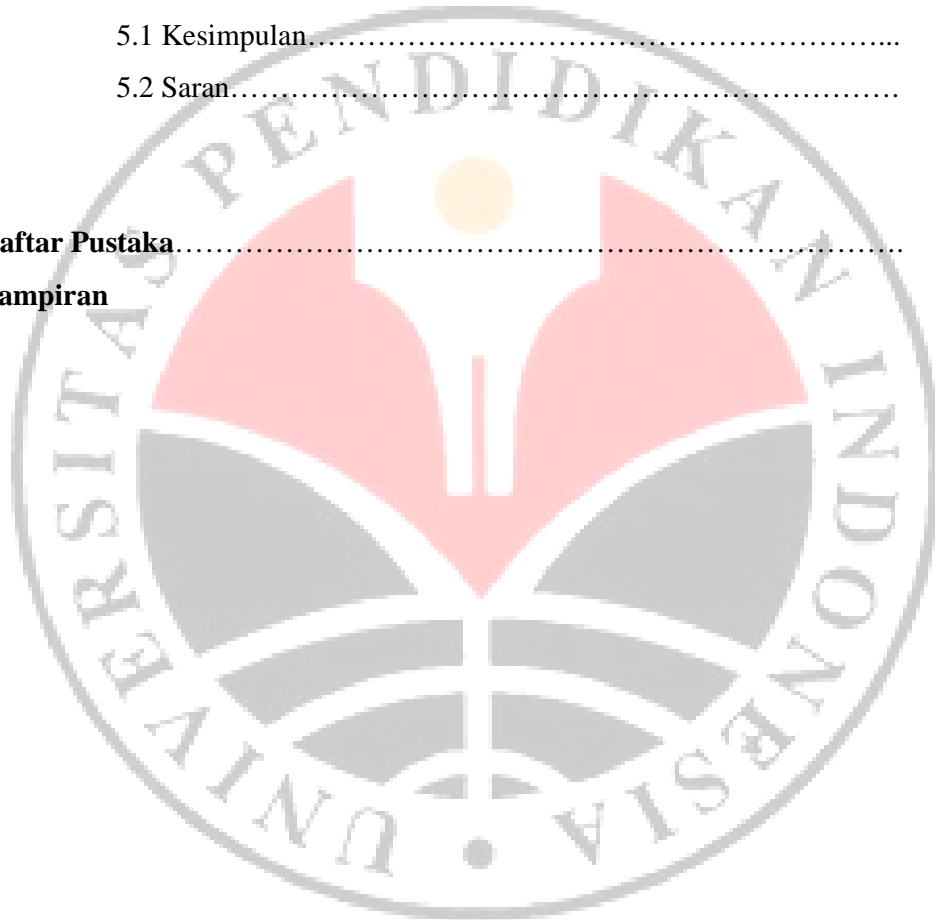 5.1 Kesimpulan…………………………………………………...
5.2 Saran………………………………………………………….
aftar Pustaka……………………………………………………………….
ampiran
UNIVERSITAS PENDIDIKAN INDONESIA